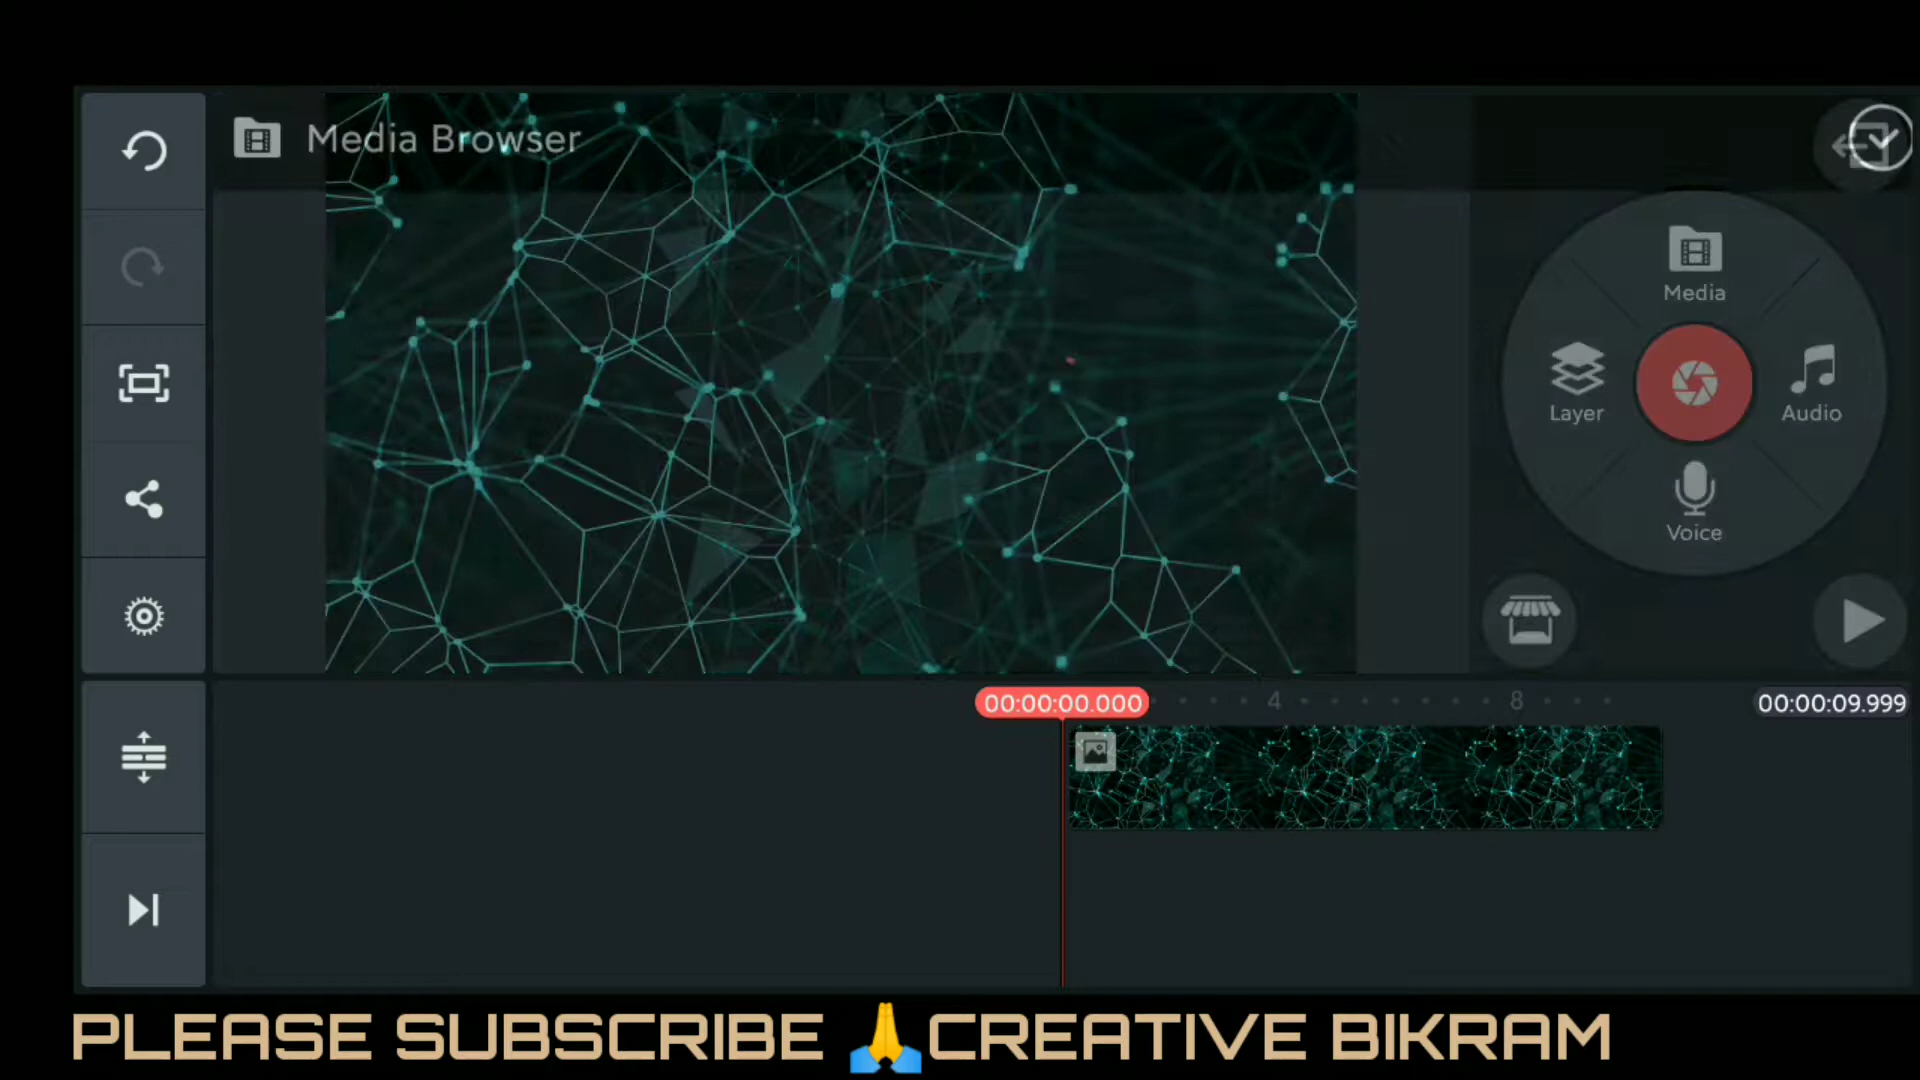 Media Browser
Media
Layer
Audio
Voice
00:00:00.000
4
8
00:00:09.999
PLEASE SUBSCRIBE 🙏CREATIVE BIKRAM